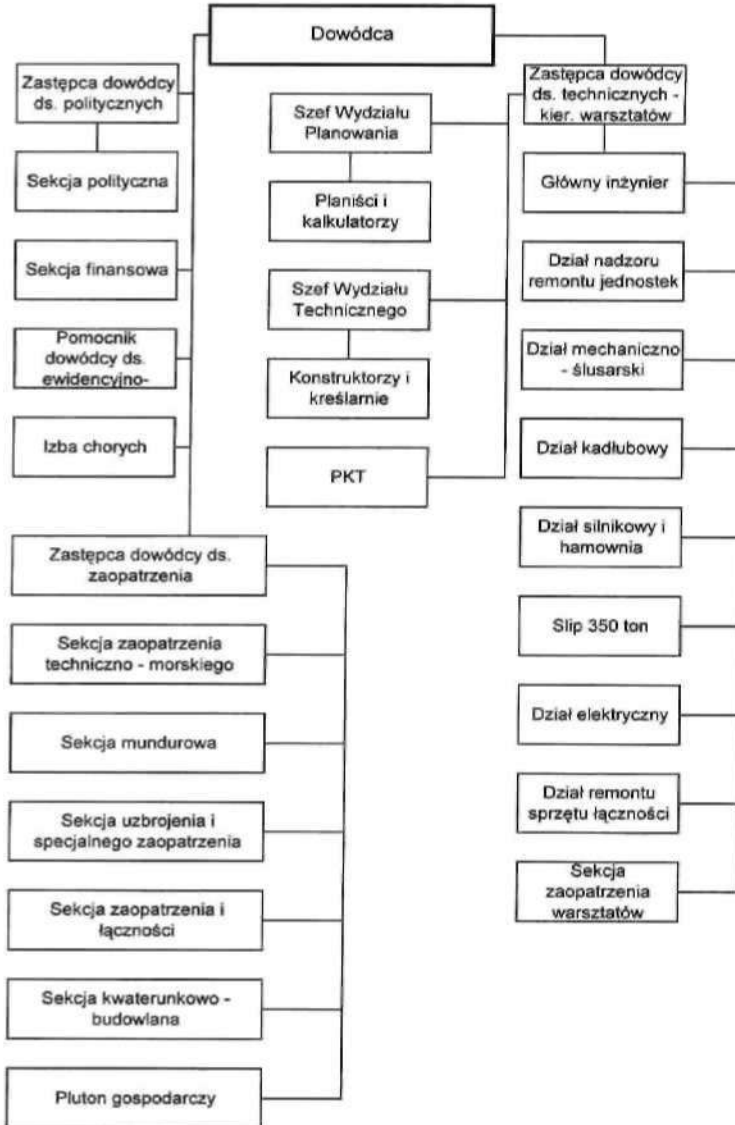 Dowódca
Zastępca dowódcy
ds. politycznych
Sekcja polityczna
Sekcja finansowa
Pomocnik
dowódcy ds.
ewidencyjno-
Izba chorych
Szef Wydziału
Planowania
Planiści i
kalkulatorzy
Szef Wydziału
Technicznego
Konstruktorzy i
kreślarnie
PKT
Zastępca dowódcy
ds. technicznych -
kier. warsztatów
Główny inżynier
Dział nadzoru
remontu jednostek
Dział mechaniczno
- ślusarski
Dział kadłubowy
Dział silnikowy i
hamownia
Slip 350 ton
Dział elektryczny
Dział remontu
sprzętu łączności
Sekcja
zaopatrzenia
warsztatów
Zastępca dowódcy ds.
zaopatrzenia
Sekcja zaopatrzenia
techniczno - morskiego
Sekcja mundurowa
Sekcja uzbrojenia i
specjalnego zaopatrzenia
Sekcja zaopatrzenia i
łączności
Sekcja kwaterunkowo -
budowlana
Pluton gospodarczy